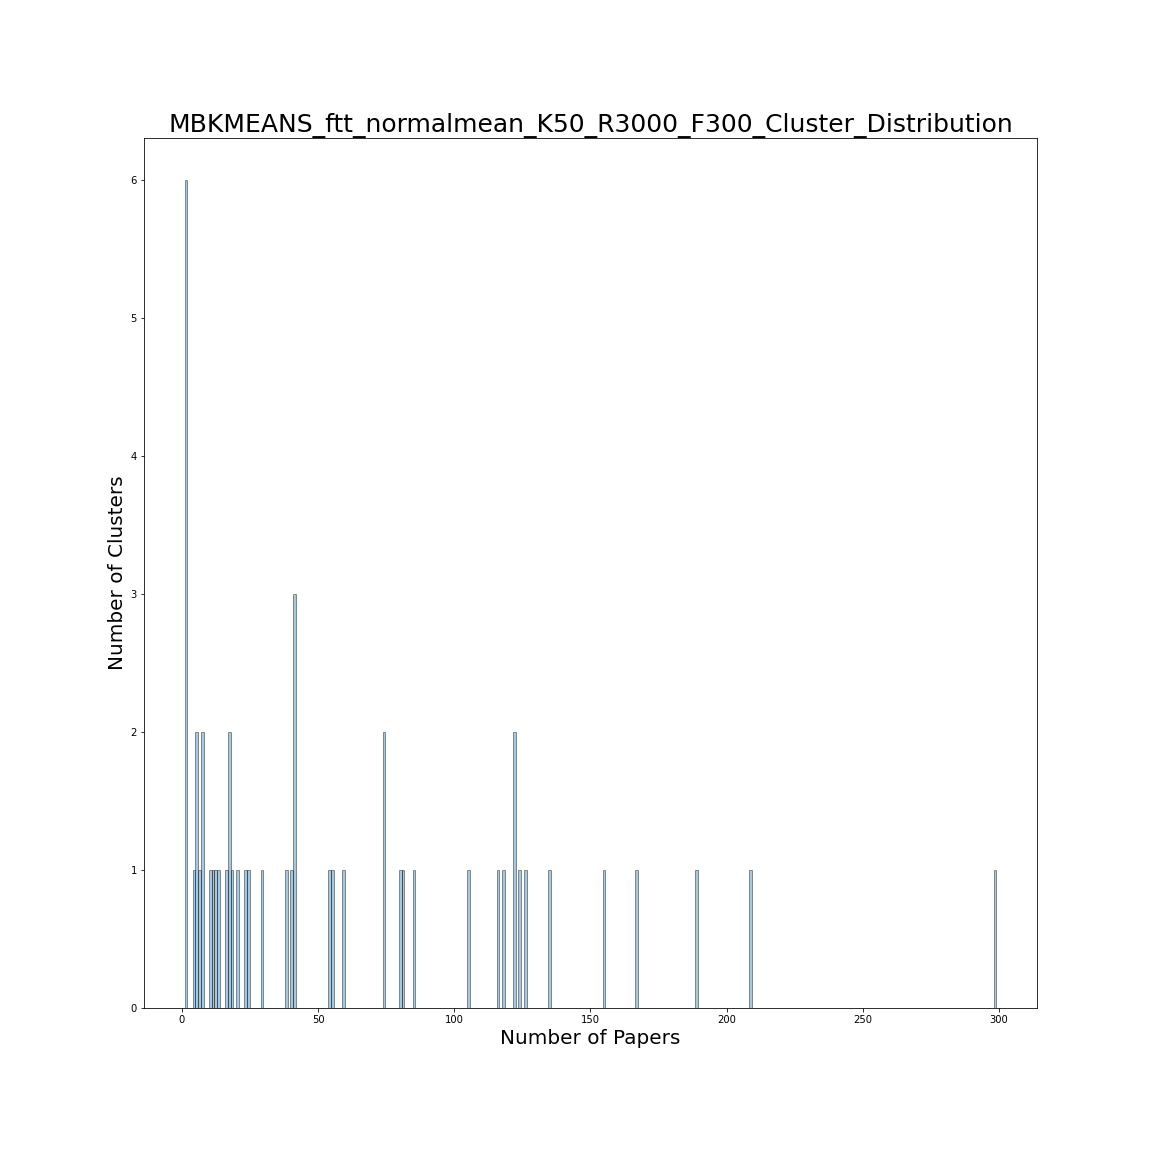 MBKMEANS_ftt_normalmean_K50_R3000_F300_Cluster_Distribution
6
5
4
3
2
1
0
Number of Clusters
0 50 100 150 200 250 300
Number of Papers